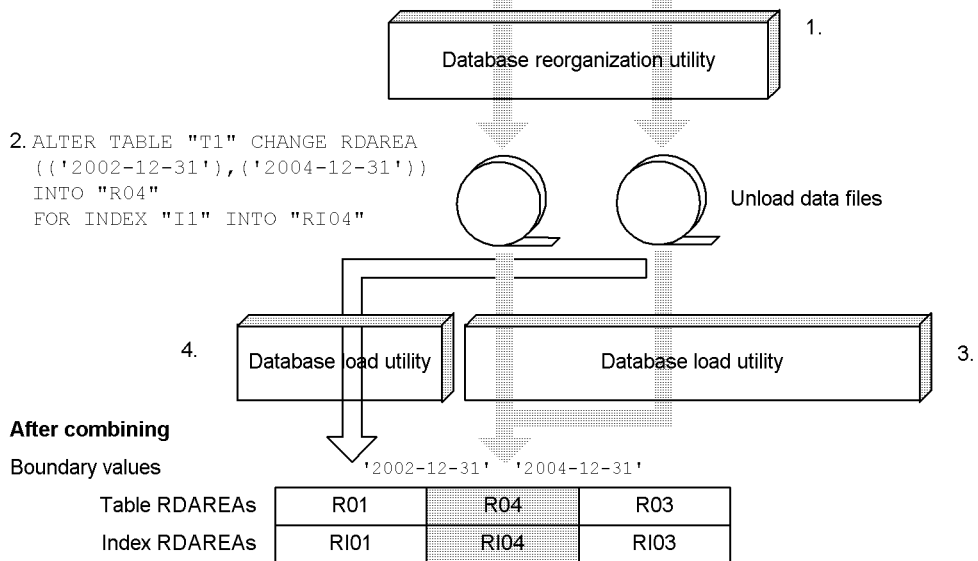 1.
Database reorganization utility
2. ALTER TABLE "T1" CHANGE RDAREA
(('2002-12-31'),('2004-12-31'))
INTO "R04"
FOR INDEX "I1" INTO "RI04"
Unload data files
4.
Database load utility
Database load utility
3.
After combining
Boundary values '2002-12-31' '2004-12-31'
Table RDAREAs R01 R04 R03
Index RDAREAs RI01 RI04 RI03